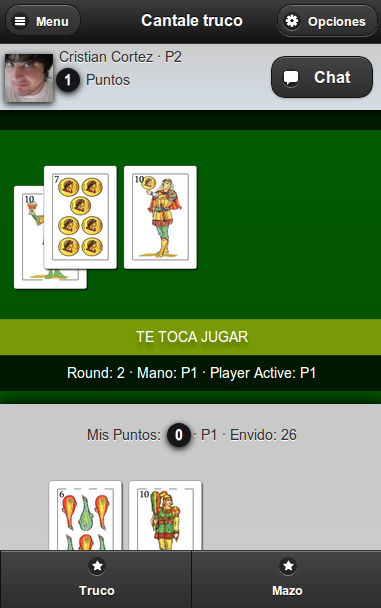 Menu
Cantale truco
Opciones
Cristian Cortez · P2
1 Puntos
Chat
10
7
10
TE TOCA JUGAR
Round: 2 · Mano: P1 · Player Active: P1
Mis Puntos: 0 · P1 · Envido: 26
6
10
Truco
Mazo